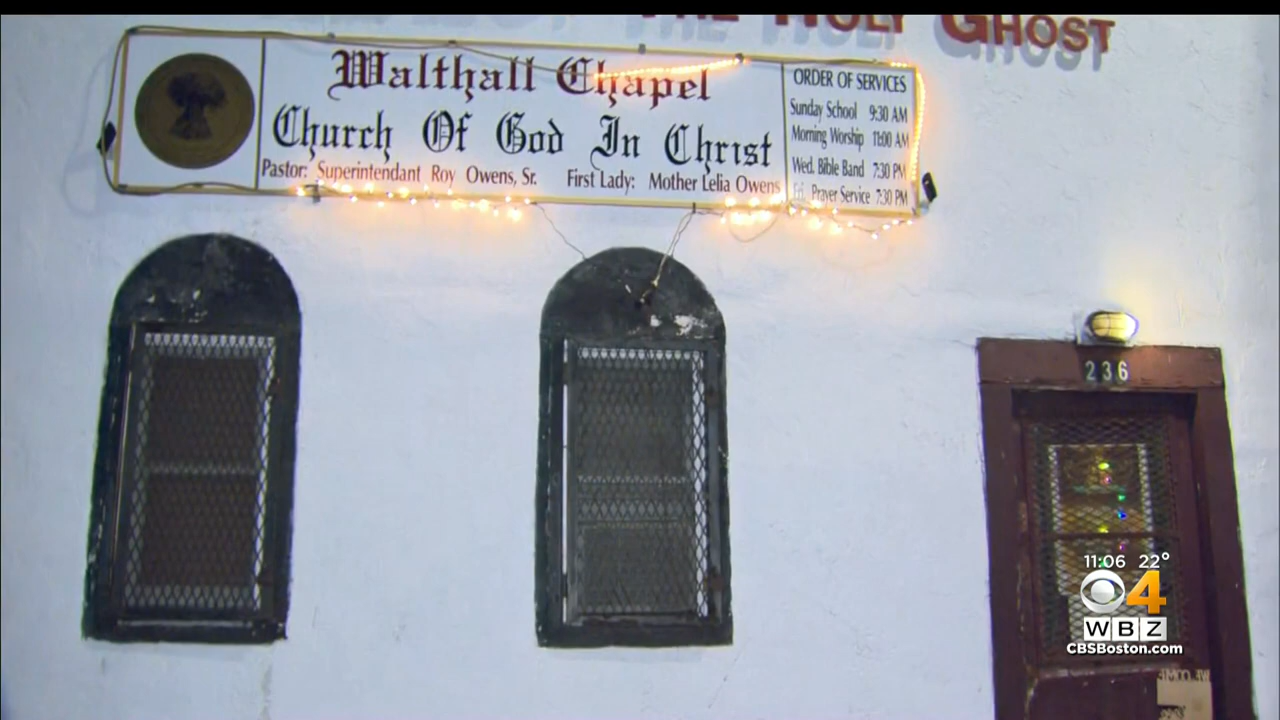 THE HOLY GHOST
Walthall Chapel
Church Of God In Christ
Pastor: Superintendant Roy Owens, Sr. First Lady: Mother Lelia Owens
ORDER OF SERVICES
Sunday School 9:30 AM
Morning Worship 11:00 AM
Wed. Bible Band 7:30 PM
Fri. Prayer Service 7:30 PM
236
11:06 22°
4
WBZ
CBSBoston.com